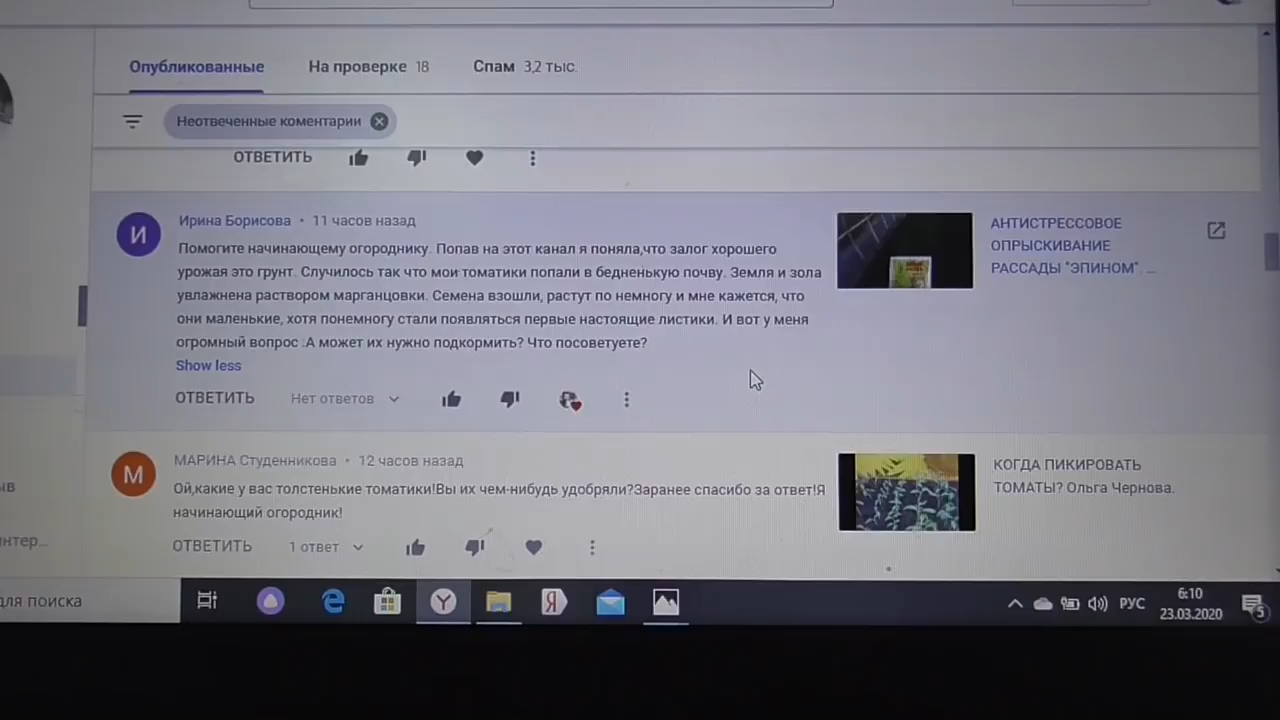 Опубликованные На проверке 18 Спам 3,2 тыс.
Неотвеченные коментарии
ОТВЕТИТЬ
Ирина Борисова • 11 часов назад
Помогите начинающему огороднику. Попав на этот канал я поняла,что залог хорошего
урожая это грунт. Случилось так что мои томатики попали в бедненькую почву. Земля и зола
увлажнена раствором марганцовки. Семена взошли, растут по немногу и мне кажется, что
они маленькие, хотя понемногу стали появляться первые настоящие листики. И вот у меня
огромный вопрос :А может их нужно подкормить? Что посоветуете?
Show less
ОТВЕТИТЬ Нет ответов
АНТИСТРЕССОВОЕ
ОПРЫСКИВАНИЕ
РАССАДЫ "ЭПИНОМ". ...
И
МАРИНА Студенникова • 12 часов назад
Ой,какие у вас толстенькие томатики!Вы их чем-нибудь удобряли?Заранее спасибо за ответ!Я
начинающий огородник!
ОТВЕТИТЬ 1 ответ
КОГДА ПИКИРОВАТЬ
ТОМАТЫ? Ольга Чернова.
М
ыв
интер...
для поиска
РУС
6:10
23.03.2020
5